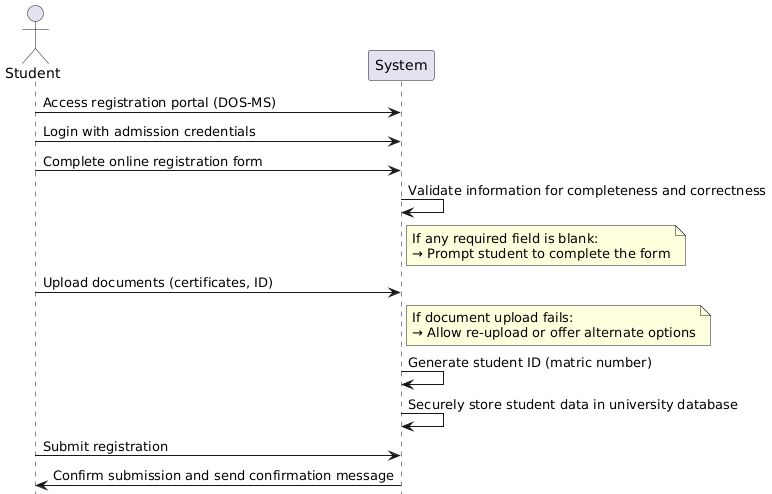 Student
System
Access registration portal (DOS-MS)
Login with admission credentials
Complete online registration form
Validate information for completeness and correctness
If any required field is blank:
→ Prompt student to complete the form
Upload documents (certificates, ID)
If document upload fails:
→ Allow re-upload or offer alternate options
Generate student ID (matric number)
Securely store student data in university database
Submit registration
Confirm submission and send confirmation message